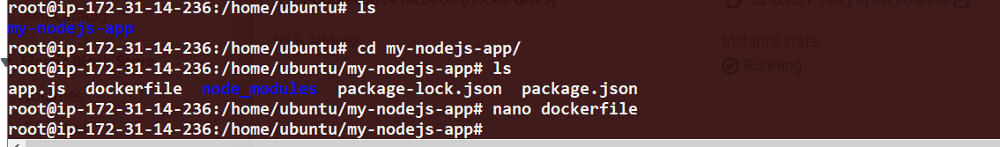 root@ip-172-31-14-236:/home/ubuntu# ls
my-nodejs-app
root@ip-172-31-14-236:/home/ubuntu# cd my-nodejs-app/
root@ip-172-31-14-236:/home/ubuntu/my-nodejs-app# ls
app.js dockerfile node_modules package-lock.json package.json
root@ip-172-31-14-236:/home/ubuntu/my-nodejs-app# nano dockerfile
root@ip-172-31-14-236:/home/ubuntu/my-nodejs-app#
Instance state
Running